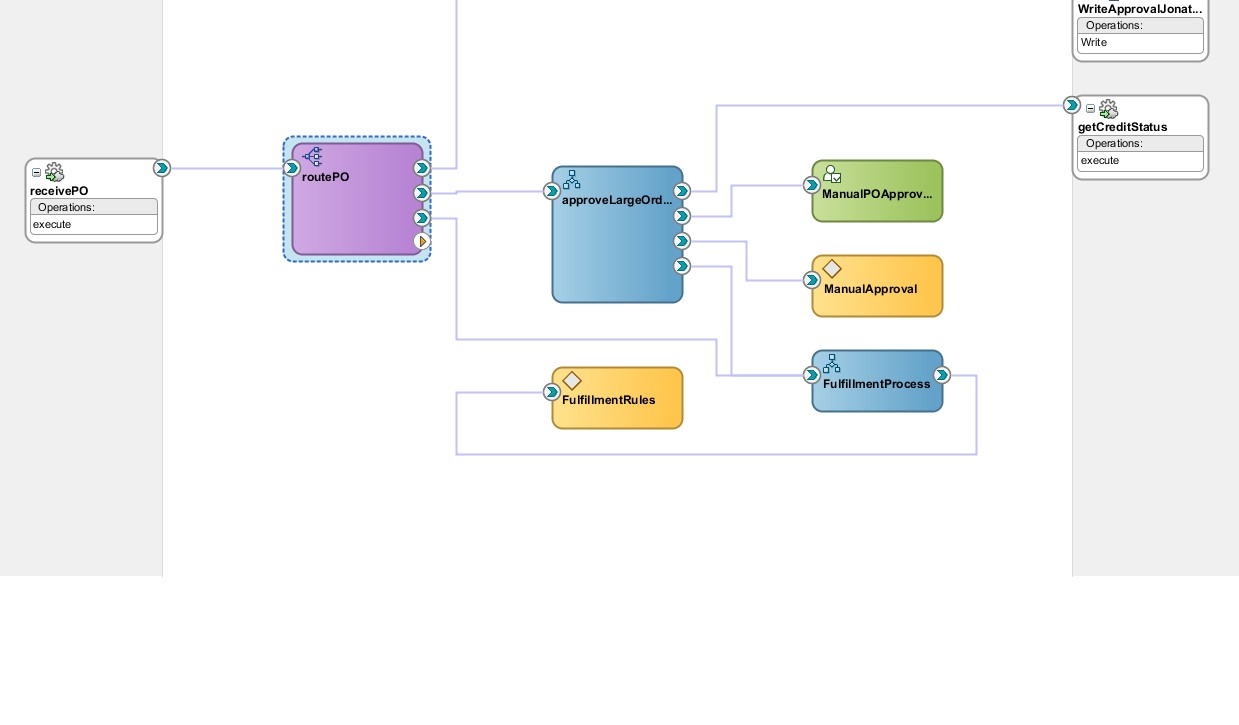 WriteApprovalJonat...
Operations:
Write
getCreditStatus
Operations:
execute
receivePO
Operations:
execute
routePO
approveLargeOrd...
ManualPOApprov...
ManualApproval
FulfillmentProcess
FulfillmentRules